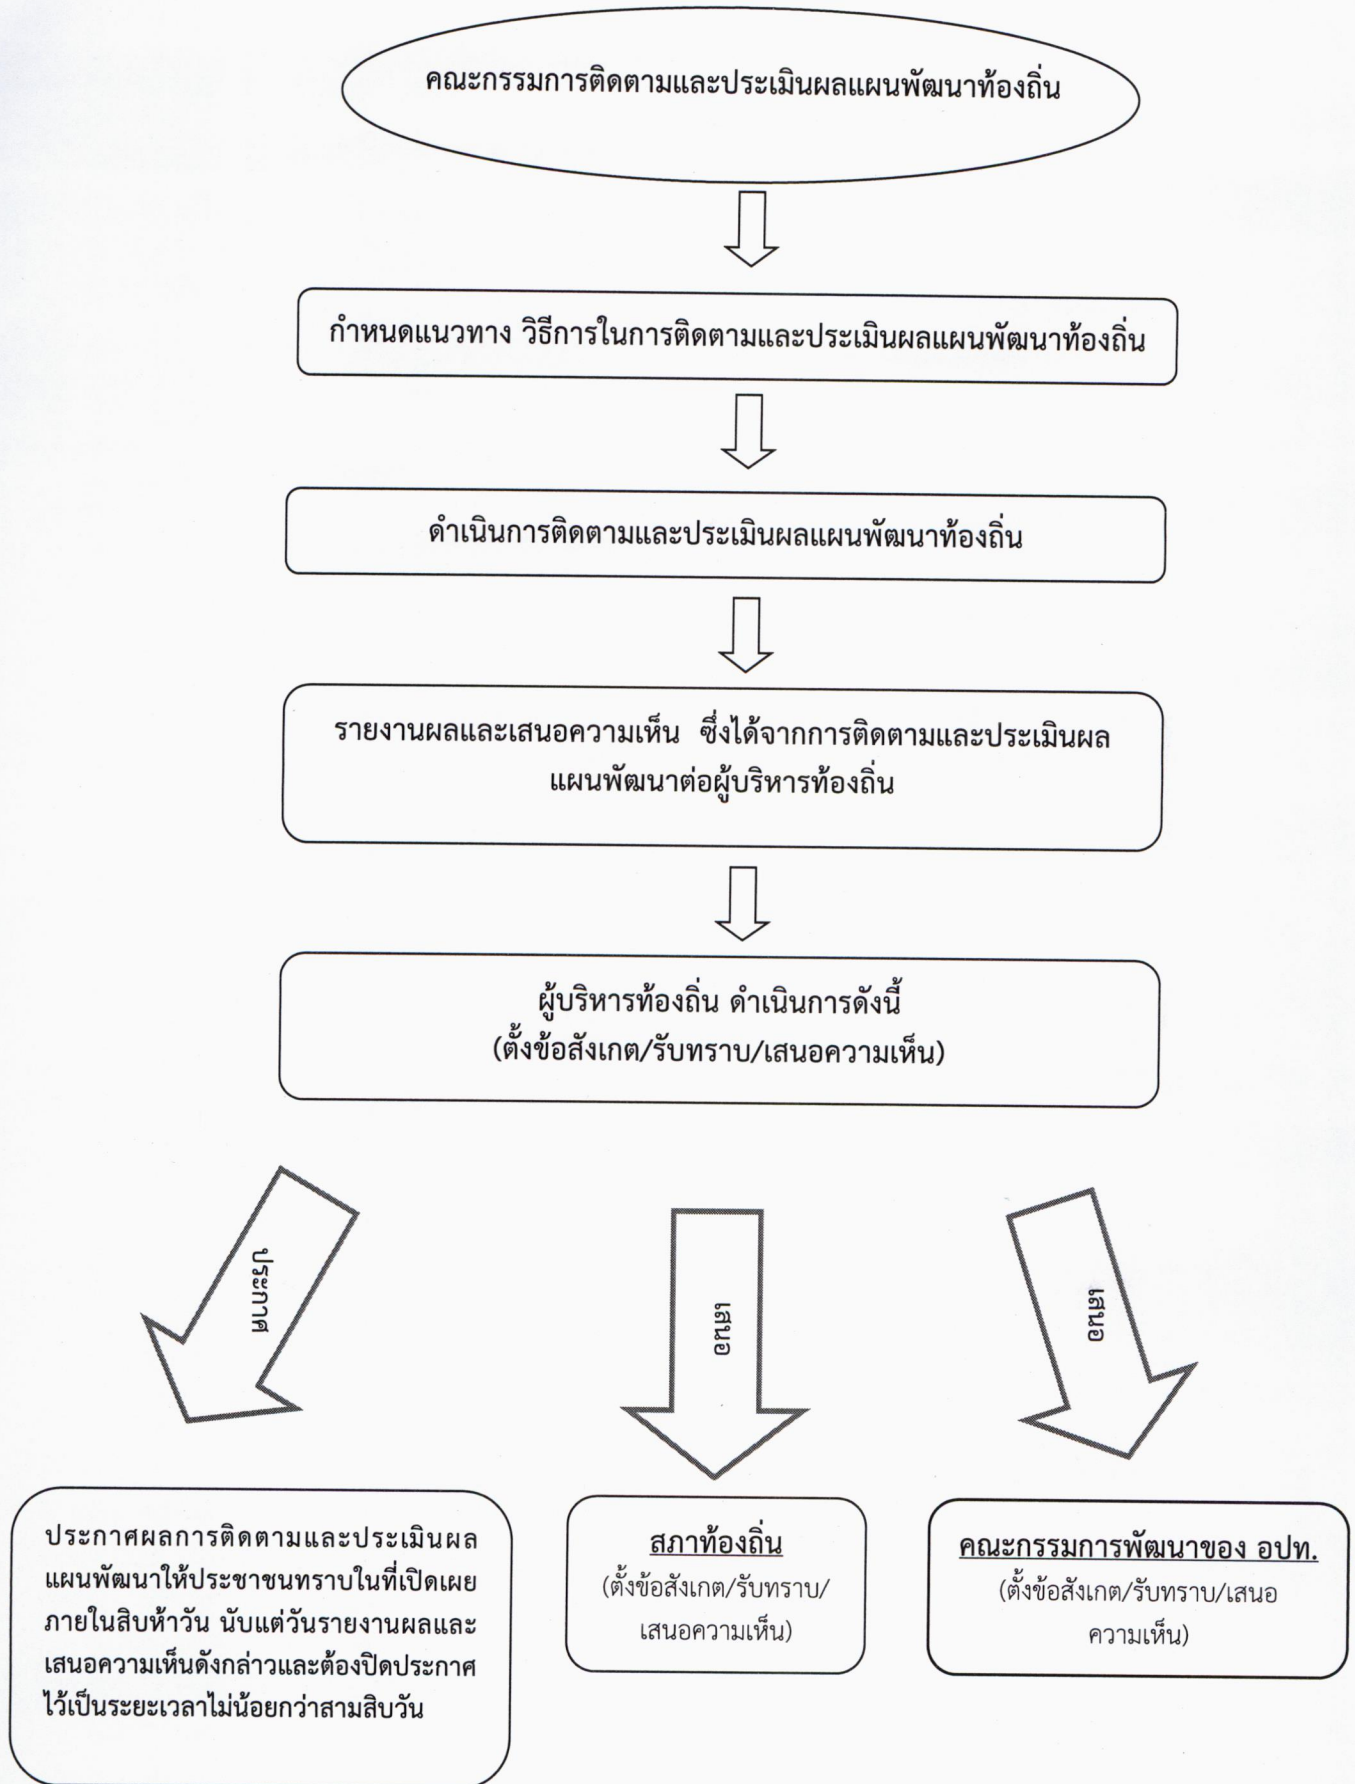 คณะกรรมการติดตามและประเมินผลแผนพัฒนาท้องถิ่น
กำหนดแนวทาง วิธีการในการติดตามและประเมินผลแผนพัฒนาท้องถิ่น
ดำเนินการติดตามและประเมินผลแผนพัฒนาท้องถิ่น
รายงานผลและเสนอความเห็น ซึ่งได้จากการติดตามและประเมินผล
แผนพัฒนาต่อผู้บริหารท้องถิ่น
ผู้บริหารท้องถิ่น ดำเนินการดังนี้
(ตั้งข้อสังเกต/รับทราบ/เสนอความเห็น)
ประกาศ
เสนอ
เสนอ
ประกาศผลการติดตามและประเมินผล
แผนพัฒนาให้ประชาชนทราบในที่เปิดเผย
ภายในสิบห้าวัน นับแต่วันรายงานผลและ
เสนอความเห็นดังกล่าวและต้องปิดประกาศ
ไว้เป็นระยะเวลาไม่น้อยกว่าสามสิบวัน
สภาท้องถิ่น
(ตั้งข้อสังเกต/รับทราบ/
เสนอความเห็น)
คณะกรรมการพัฒนาของ อปท.
(ตั้งข้อสังเกต/รับทราบ/เสนอ
ความเห็น)